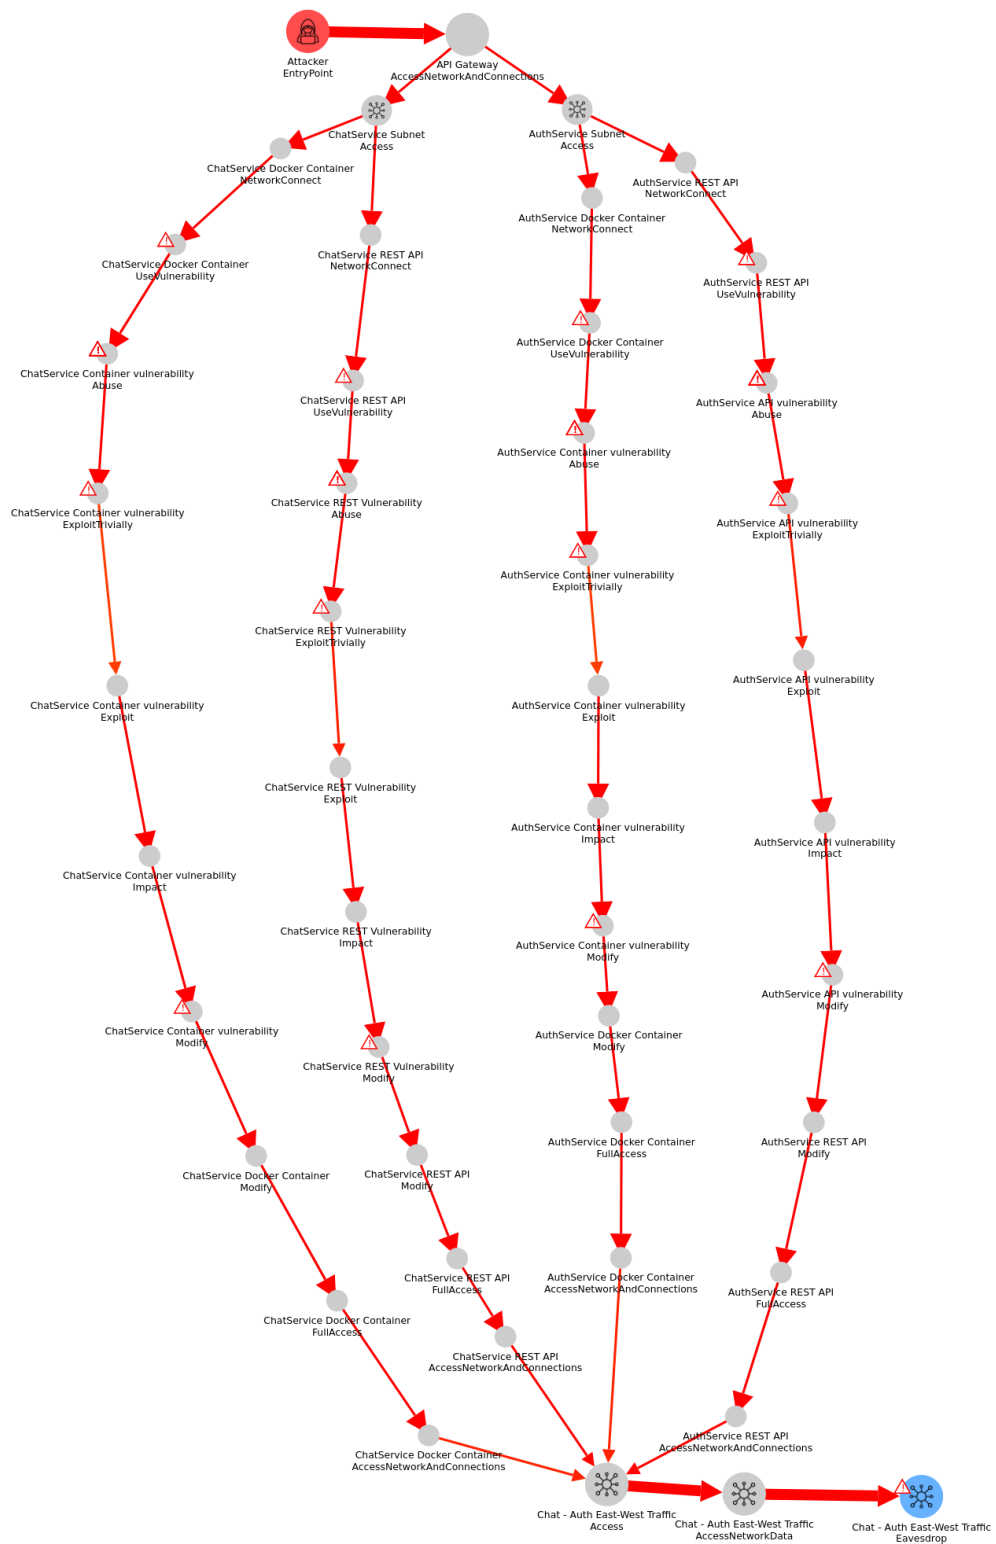 Attacker
EntryPoint
API Gateway
AccessNetworkAndConnections
ChatService Subnet
Access
AuthService Subnet
Access
ChatService Docker Container
NetworkConnect
AuthService REST API
NetworkConnect
AuthService Docker Container
NetworkConnect
ChatService REST API
NetworkConnect
ChatService Docker Container
UseVulnerability
AuthService REST API
UseVulnerability
AuthService Docker Container
UseVulnerability
ChatService Container vulnerability
Abuse
ChatService REST API
UseVulnerability
AuthService API vulnerability
Abuse
AuthService Container vulnerability
Abuse
ChatService REST Vulnerability
Abuse
ChatService Container vulnerability
ExploitTrivially
AuthService API vulnerability
ExploitTrivially
AuthService Container vulnerability
ExploitTrivially
ChatService REST Vulnerability
ExploitTrivially
AuthService API vulnerability
Exploit
ChatService Container vulnerability
Exploit
AuthService Container vulnerability
Exploit
ChatService REST Vulnerability
Exploit
AuthService Container vulnerability
Impact
AuthService API vulnerability
Impact
ChatService Container vulnerability
Impact
ChatService REST Vulnerability
Impact
AuthService Container vulnerability
Modify
AuthService API vulnerability
Modify
ChatService Container vulnerability
Modify
AuthService Docker Container
Modify
ChatService REST Vulnerability
Modify
AuthService Docker Container
FullAccess
AuthService REST API
Modify
ChatService Docker Container
Modify
ChatService REST API
Modify
ChatService REST API
FullAccess
AuthService Docker Container
AccessNetworkAndConnections
AuthService REST API
FullAccess
ChatService Docker Container
FullAccess
ChatService REST API
AccessNetworkAndConnections
AuthService REST API
AccessNetworkAndConnections
ChatService Docker Container
AccessNetworkAndConnections
Chat - Auth East-West Traffic
Access
Chat - Auth East-West Traffic
AccessNetworkData
Chat - Auth East-West Traffic
Eavesdrop